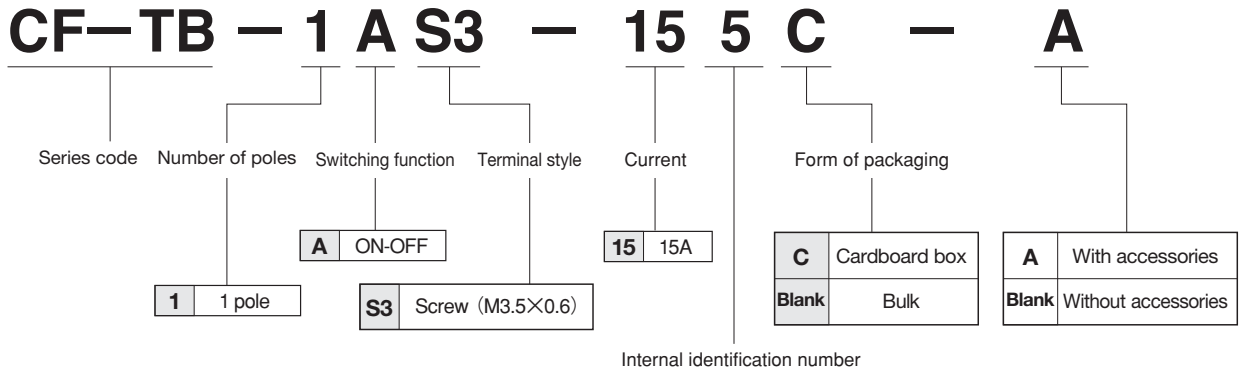 CF-TB - 1 A S3 - 15 5 C - A
Series code Number of poles Switching function Terminal style Current Form of packaging
A ON-OFF 15 15A C Cardboard box A With accessories
1 1 pole S3 Screw (M3.5×0.6) Blank Bulk Blank Without accessories
Internal identification number